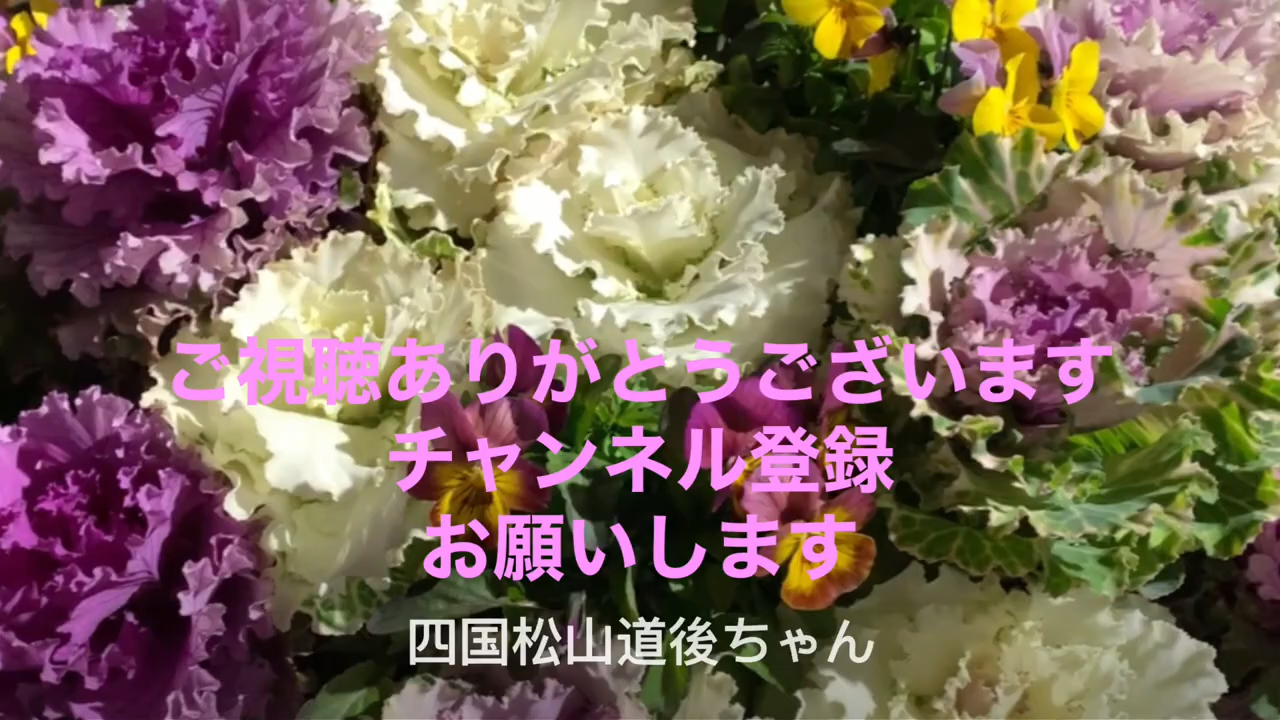 ご視聴ありがとうございます
チャンネル登録
お願いします
四国松山道後ちゃん